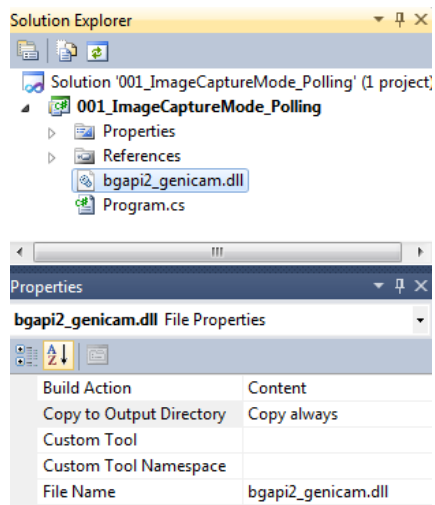 Solution Explorer
Solution '001_ImageCaptureMode_Polling' (1 project)
001_ImageCaptureMode_Polling
Properties
References
bgapi2_genicam.dll
Program.cs
Properties
bgapi2_genicam.dll File Properties
Build Action Content
Copy to Output Directory Copy always
Custom Tool
Custom Tool Namespace
File Name bgapi2_genicam.dll